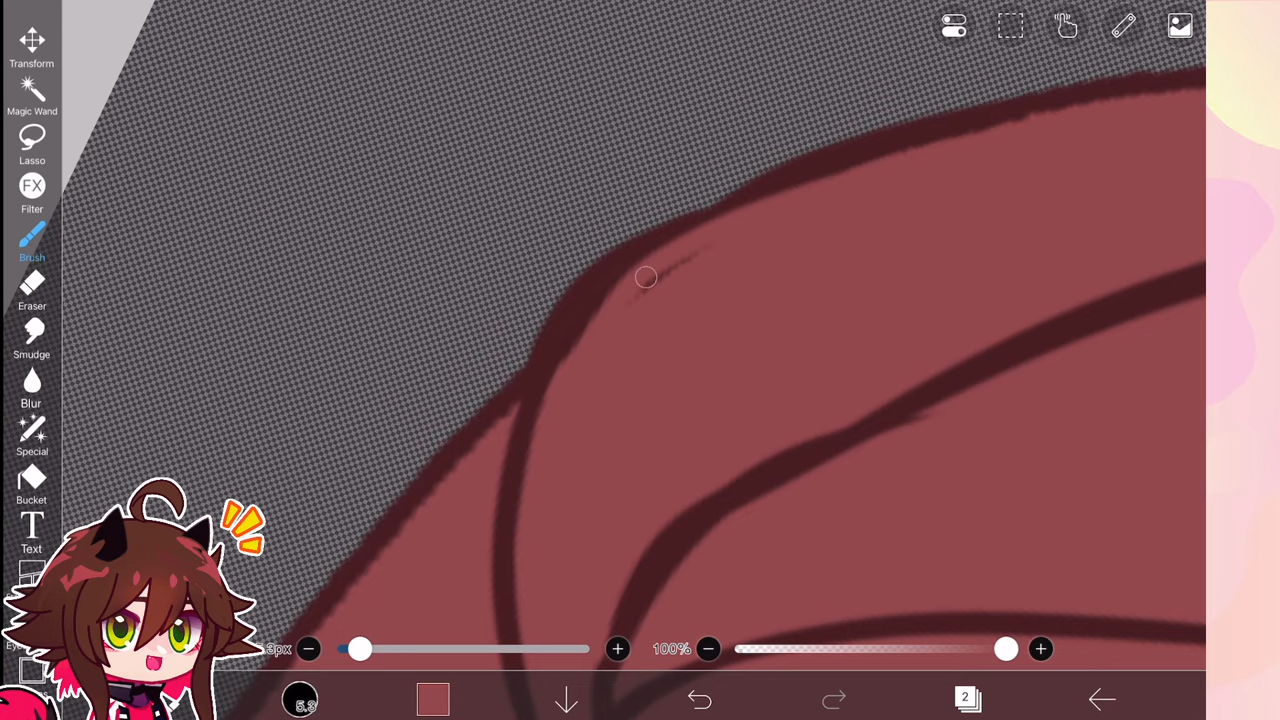 Transform
Magic Wand
Lasso
FX
Filter
Brush
Eraser
Smudge
Blur
Special
Bucket
T
Text
3px
100%
5.3
2